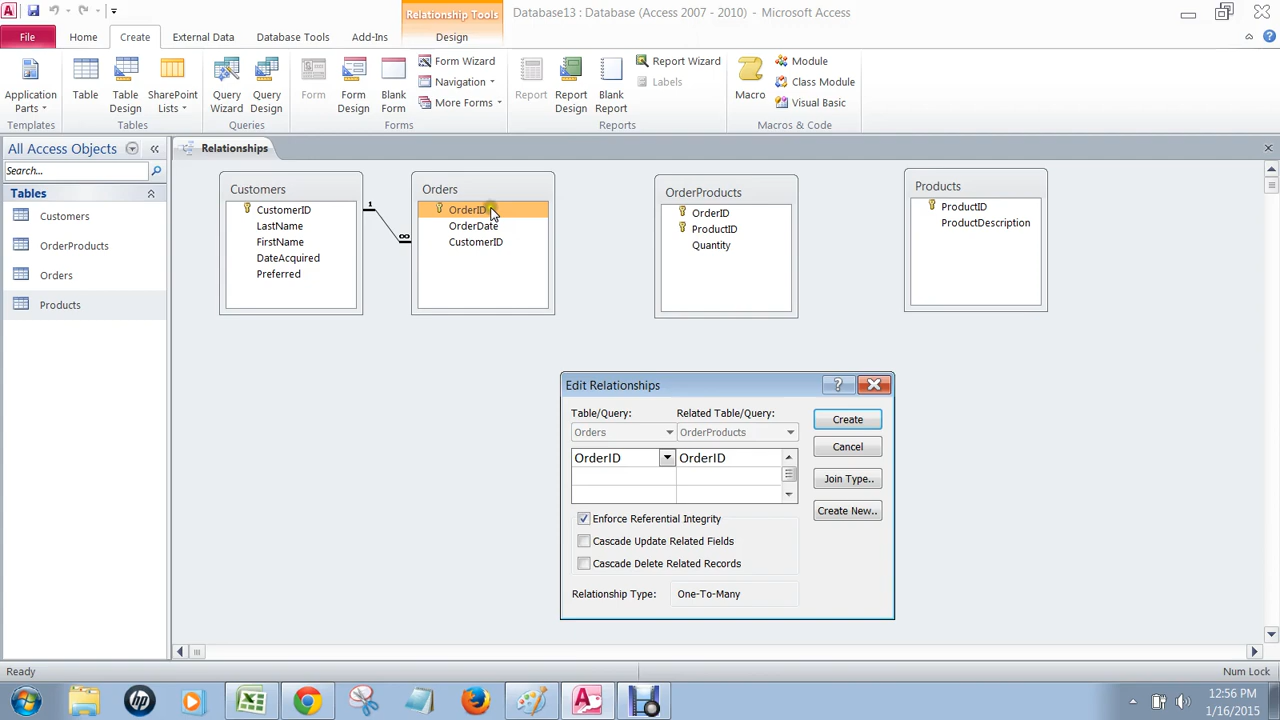 Relationship Tools
Database13 : Database (Access 2007 - 2010) - Microsoft Access
File
Home
Create
External Data
Database Tools
Add-Ins
Design
Application Parts
Table
Table Design
SharePoint Lists
Query Wizard
Query Design
Form
Form Design
Blank Form
Form Wizard
Navigation
More Forms
Report
Report Design
Blank Report
Report Wizard
Labels
Macro
Module
Class Module
Visual Basic
Templates
Tables
Queries
Forms
Reports
Macros & Code
All Access Objects
Search...
Tables
Customers
OrderProducts
Orders
Products
Relationships
Customers
CustomerID
LastName
FirstName
DateAcquired
Preferred
1
∞
Orders
OrderID
OrderDate
CustomerID
OrderProducts
OrderID
ProductID
Quantity
Products
ProductID
ProductDescription
Edit Relationships
Table/Query:
Related Table/Query:
Orders
OrderProducts
OrderID
OrderID
Enforce Referential Integrity
Cascade Update Related Fields
Cascade Delete Related Records
Relationship Type:
One-To-Many
Create
Cancel
Join Type..
Create New..
Ready
Num Lock
12:56 PM
1/16/2015